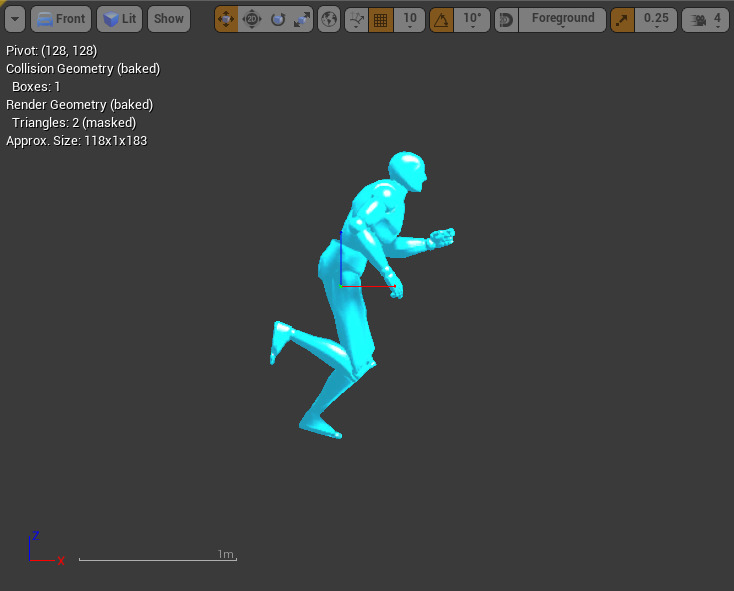 Front Lit Show 10 10° Foreground 0.25 4
Pivot: (128, 128)
Collision Geometry (baked)
Boxes: 1
Render Geometry (baked)
Triangles: 2 (masked)
Approx. Size: 118x1x183
Z
X
1m